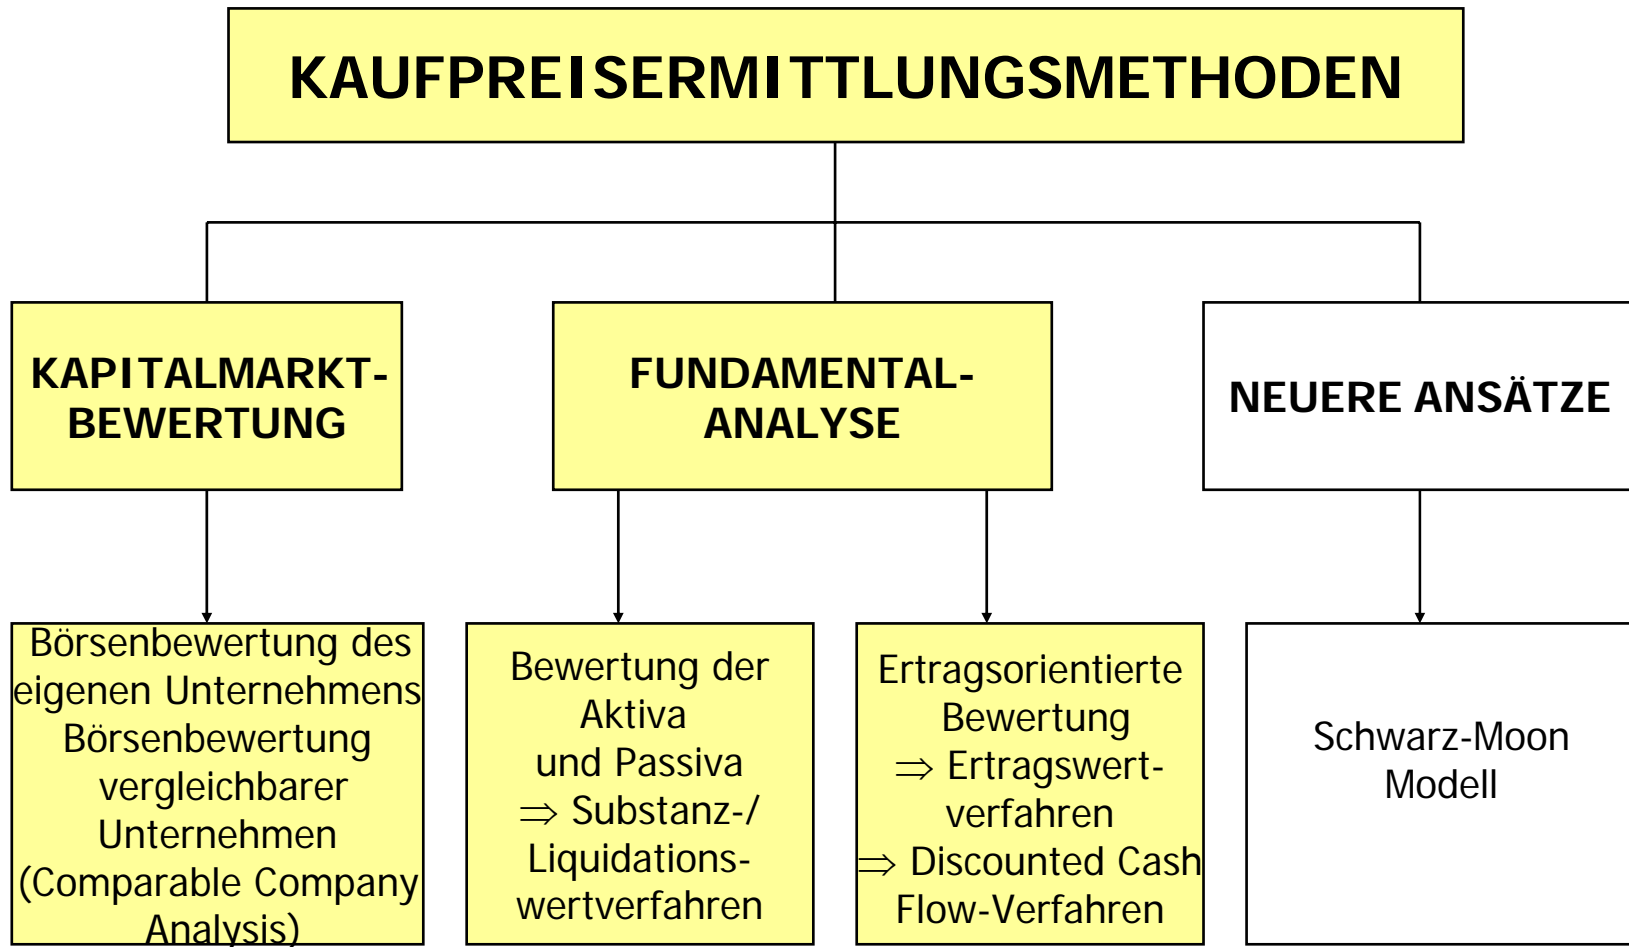 KAUFPREISERMITTLUNGSMETHODEN
KAPITALMARKT-
BEWERTUNG
FUNDAMENTAL-
ANALYSE
NEUERE ANSÄTZE
Börsenbewertung des
eigenen Unternehmens
Börsenbewertung
vergleichbarer
Unternehmen
(Comparable Company
Analysis)
Bewertung der
Aktiva
und Passiva
⇒ Substanz-/
Liquidations-
wertverfahren
Ertragsorientierte
Bewertung
⇒ Ertragswert-
verfahren
⇒ Discounted Cash
Flow-Verfahren
Schwarz-Moon
Modell